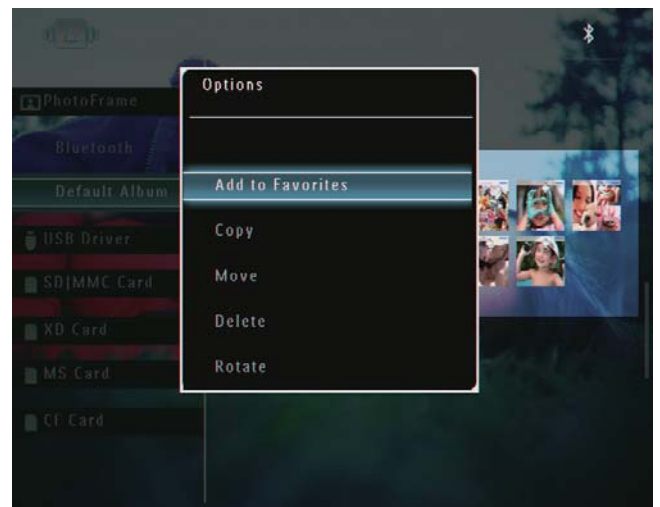 Options
Add to Favorites
Copy
Move
Delete
Rotate
PhotoFrame
Bluetooth
Default Album
USB Driver
SD|MMC Card
XD Card
MS Card
CF Card